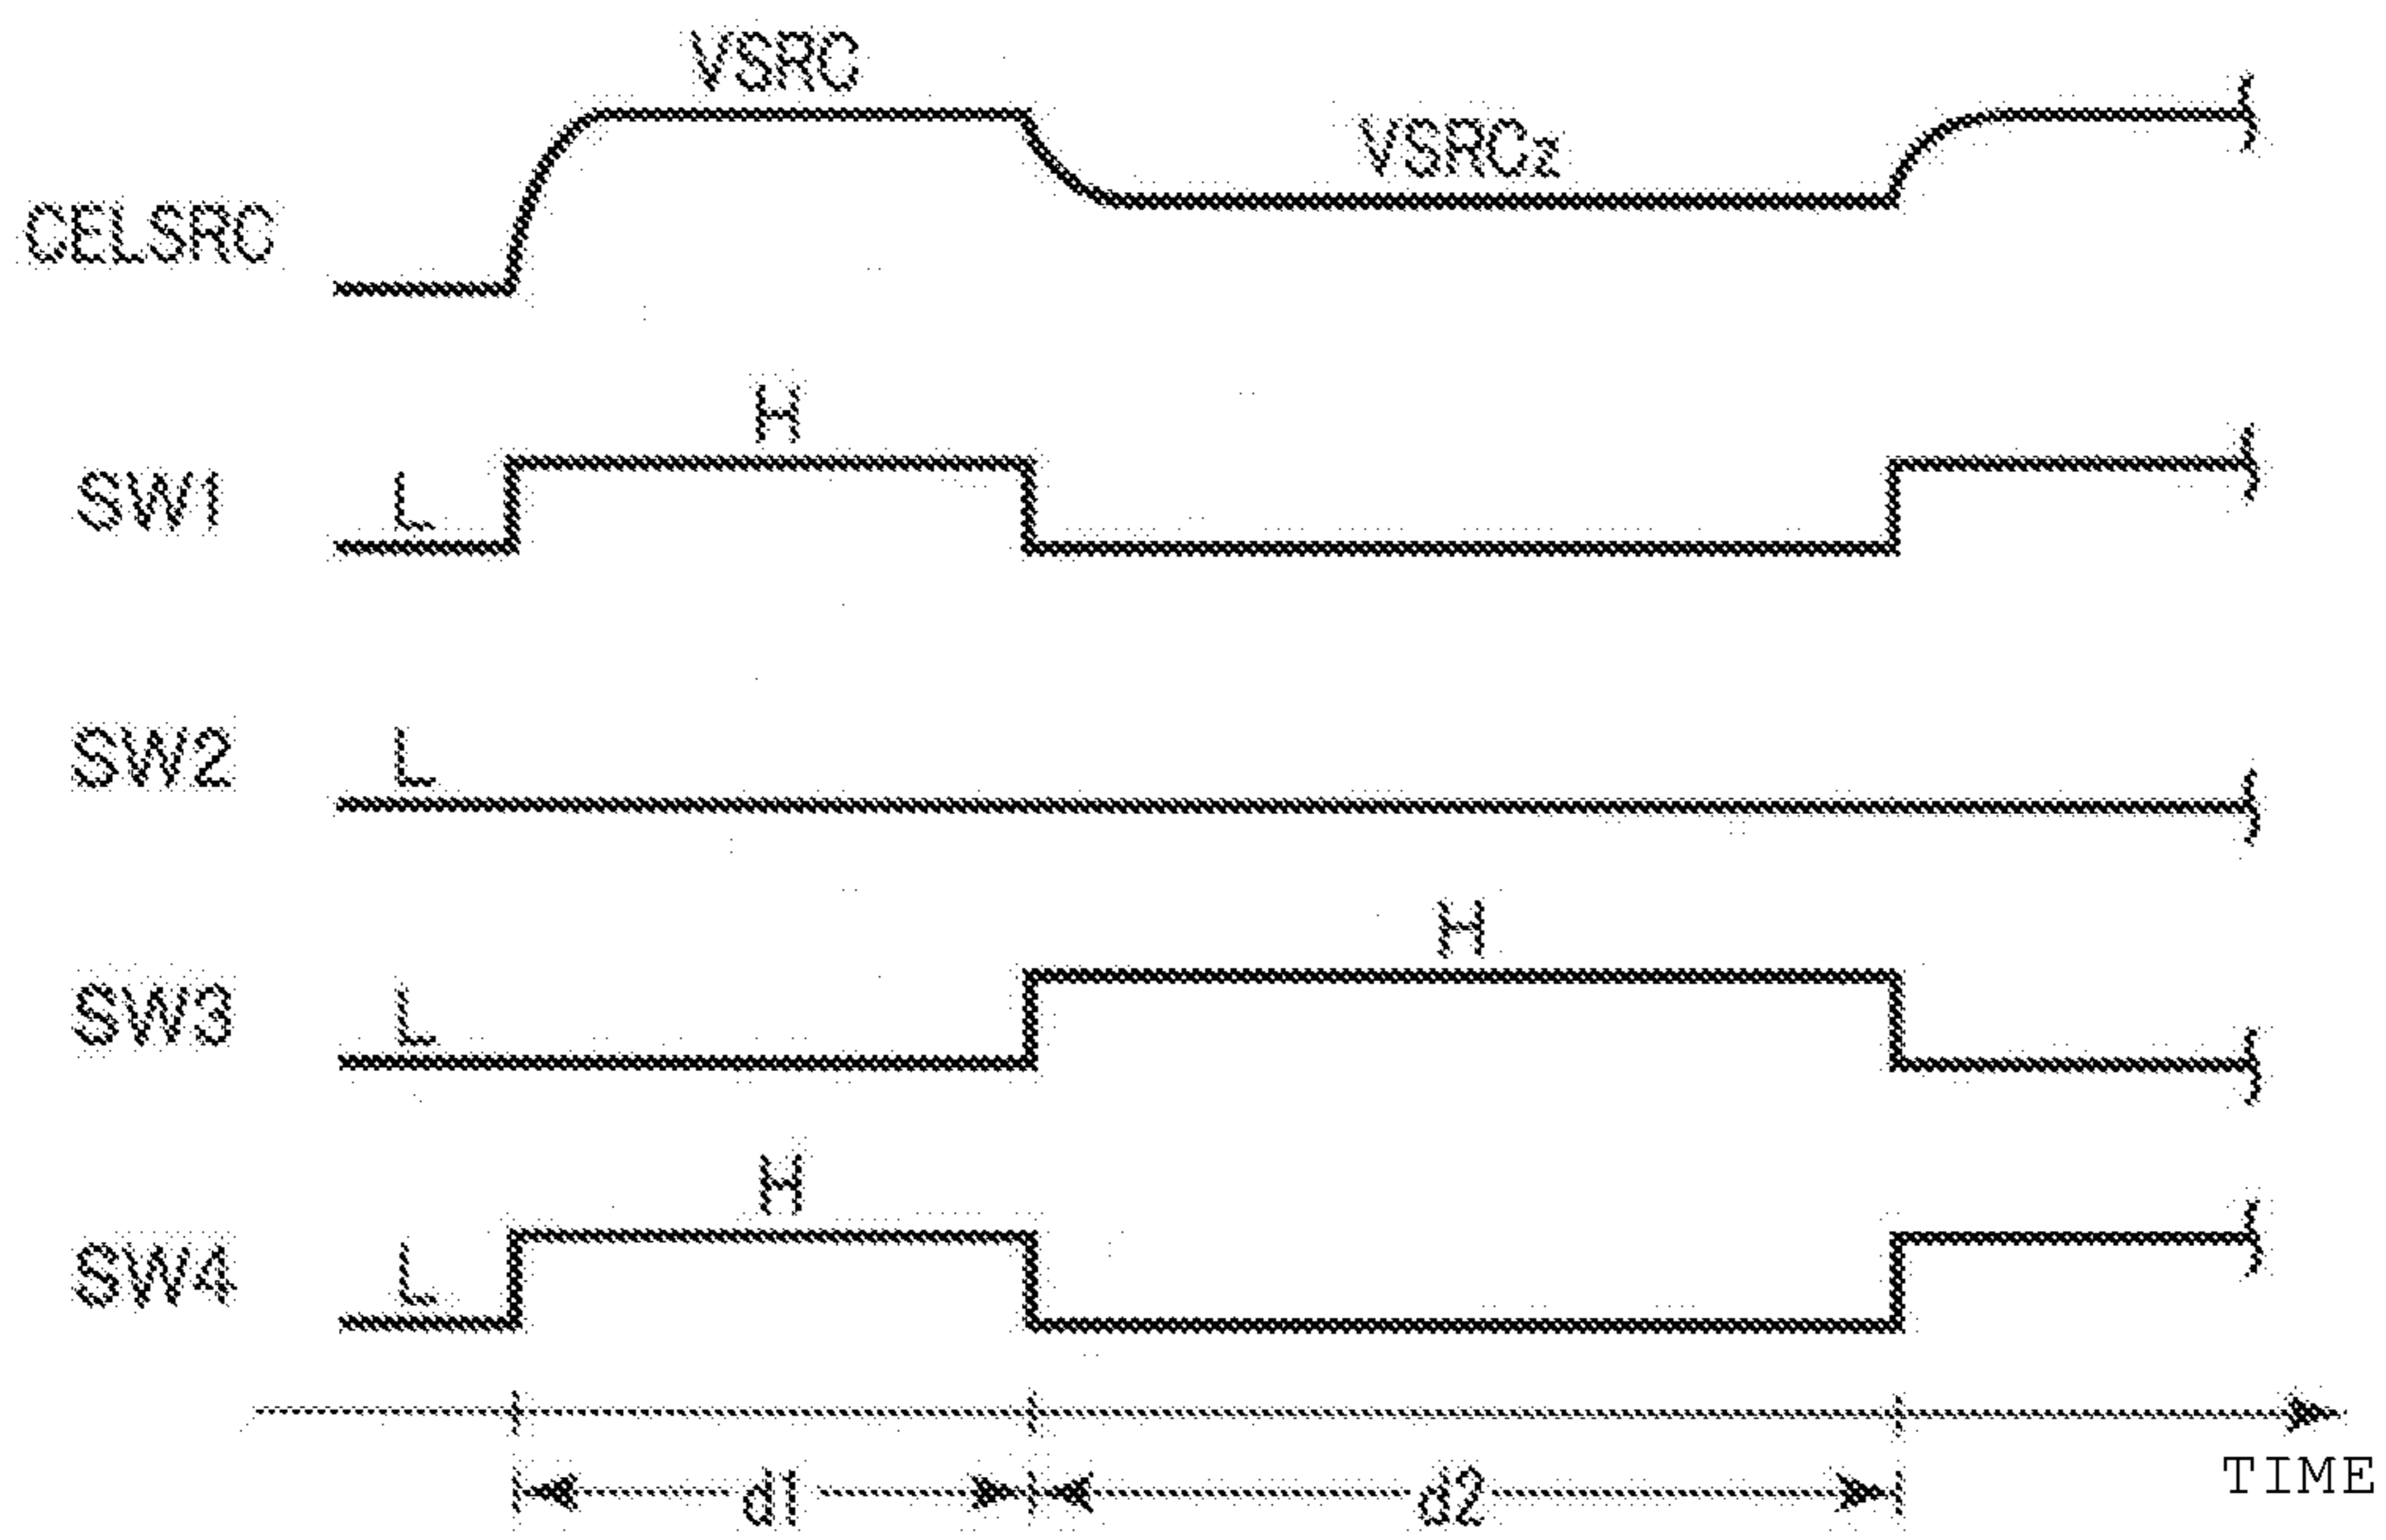 VSRC
VSRCz
CELSRC
H
SW1 L
SW2 L
H
SW3 L
H
SW4 L
TIME
d1 d2